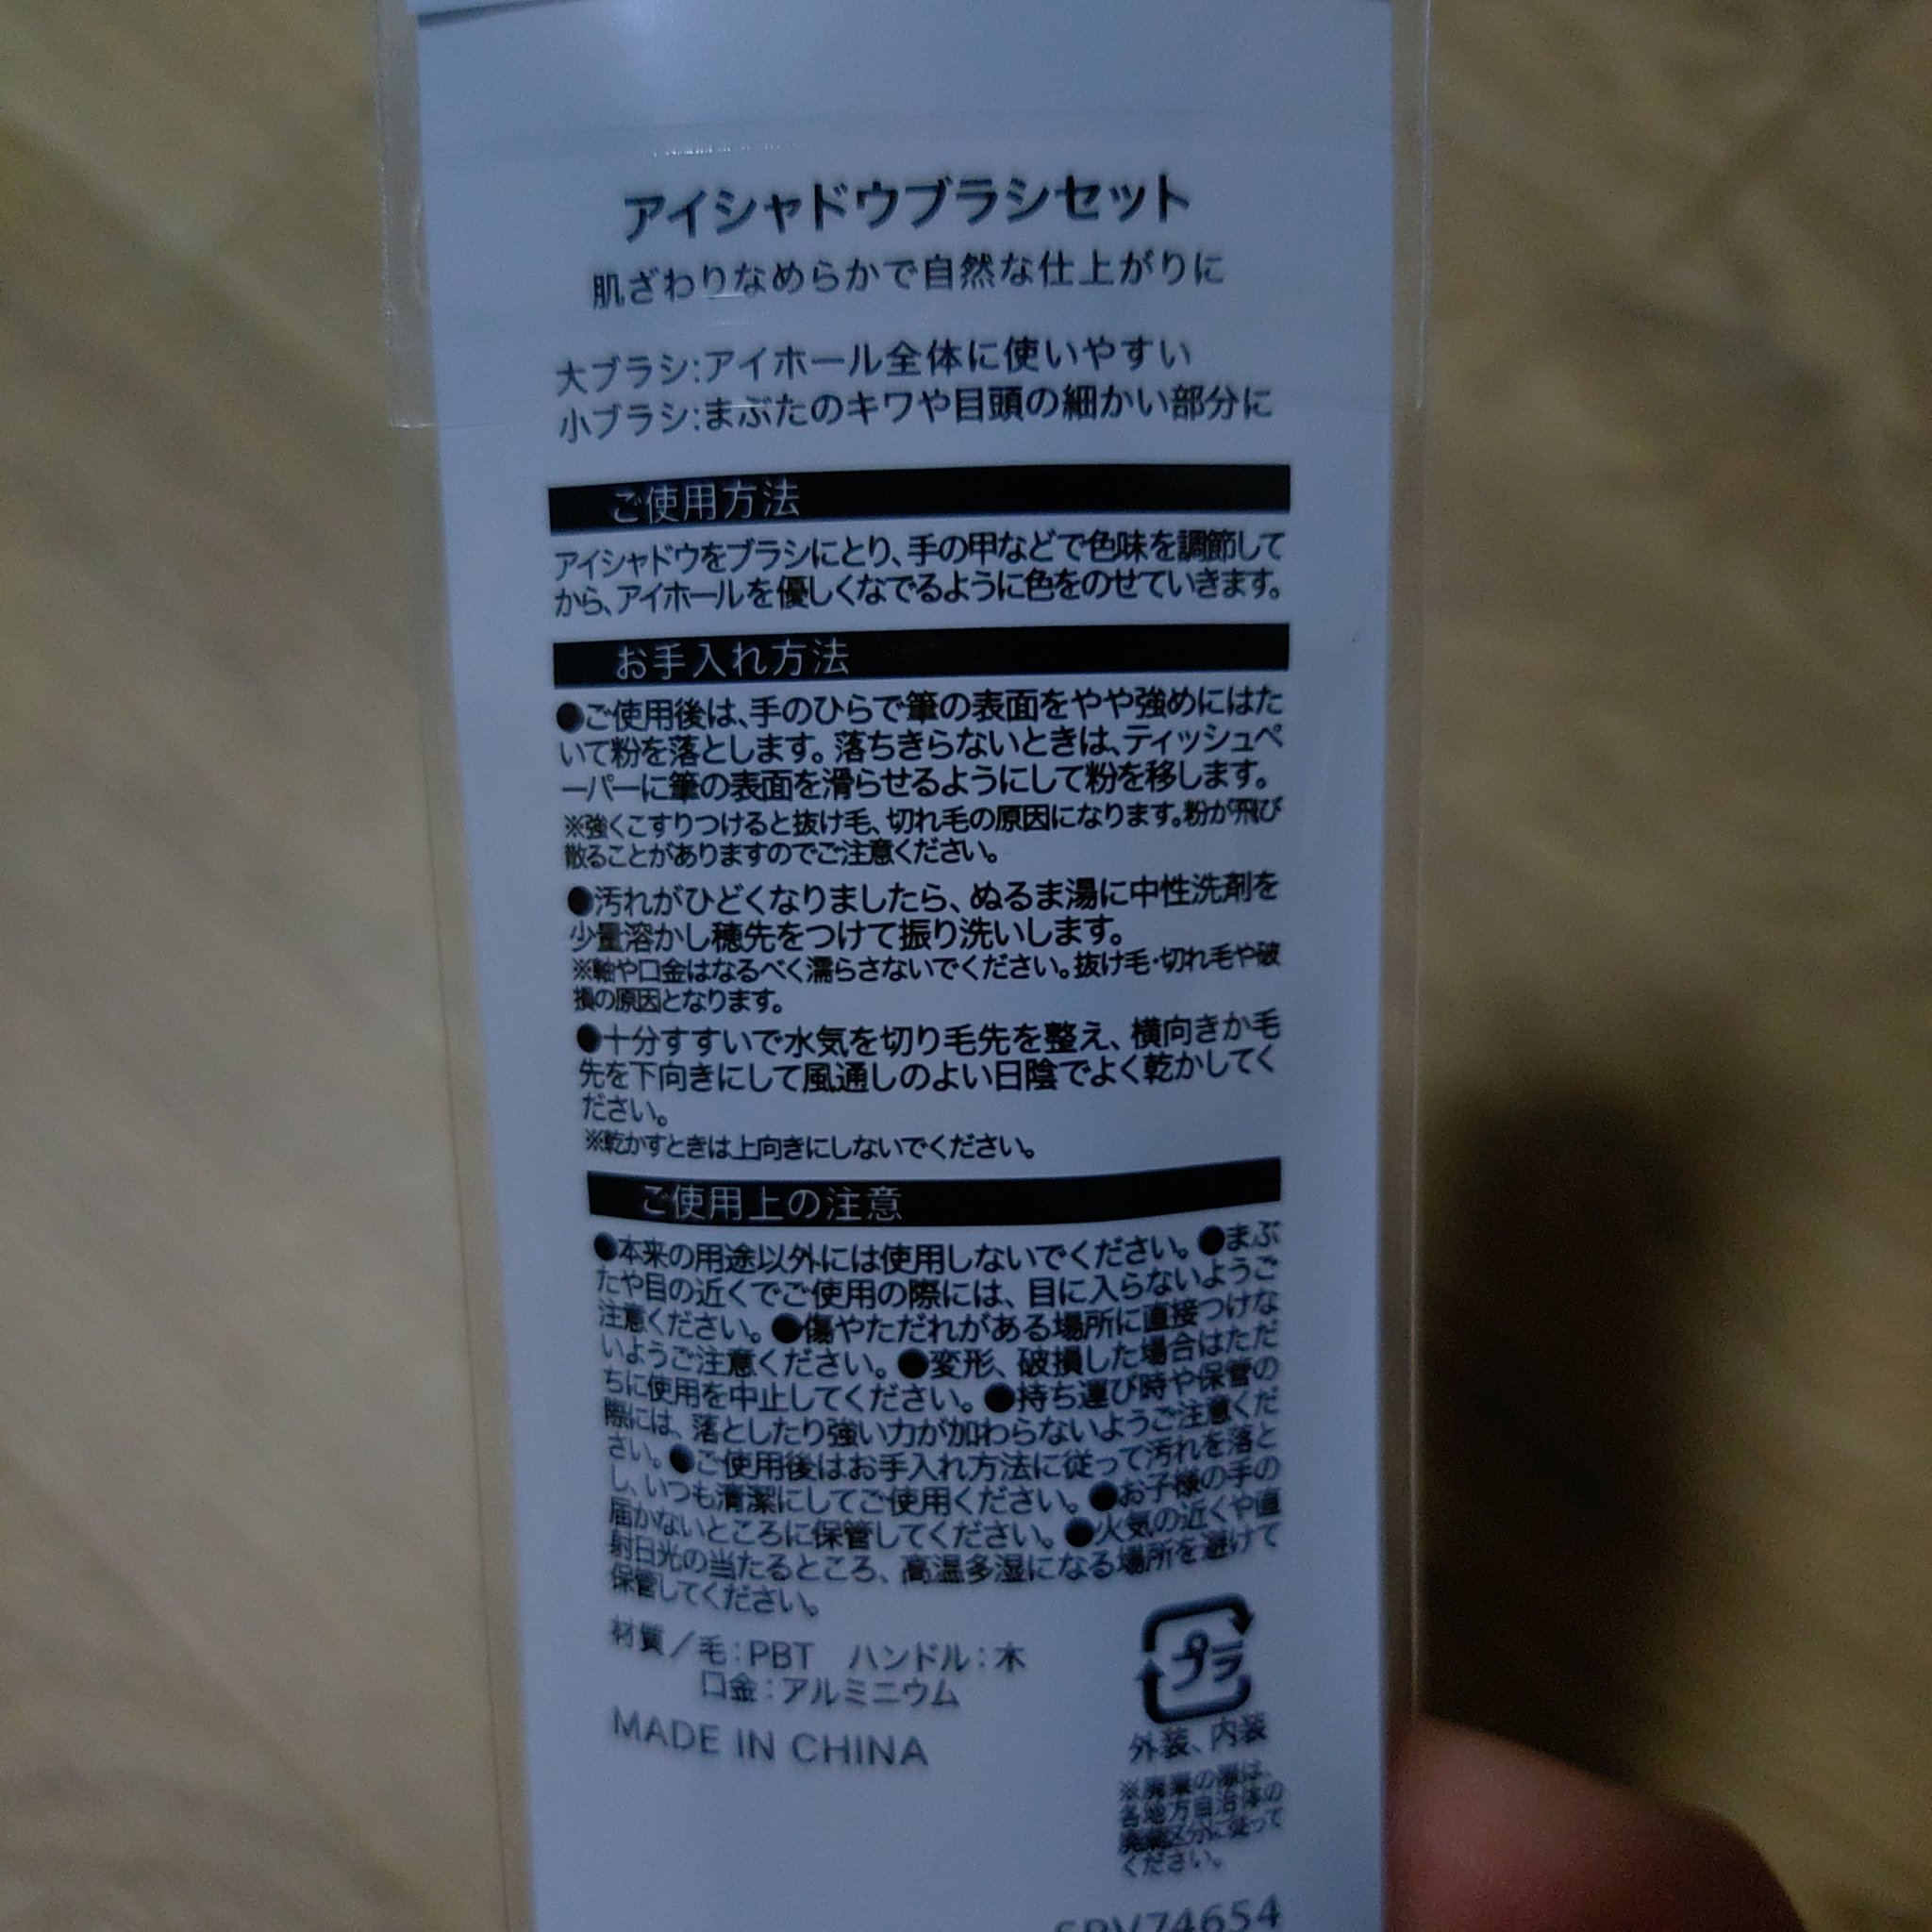 アイシャドウブラシセット
肌ざわりなめらかで自然な仕上がりに
大ブラシ:アイホール全体に使いやすい
小ブラシ:まぶたのキワや目頭の細かい部分に
ご使用方法
アイシャドウをブラシにとり、手の甲などで色味を調節して
から、アイホールを優しくなでるように色をのせていきます。
お手入れ方法
●ご使用後は、手のひらで筆の表面をやや強めにはた
いて粉を落とします。落ちきらないときは、ティッシュペ
ーパーに筆の表面を滑らせるようにして粉を移します。
※強くこすりつけると抜け毛、切れ毛の原因になります。粉が飛び
散ることがありますのでご注意ください。
●汚れがひどくなりましたら、ぬるま湯に中性洗剤を
少量溶かし穂先をつけて振り洗いします。
※軸や口金はなるべく濡らさないでください。抜け毛・切れ毛や破
損の原因となります。
●十分すすいで水気を切り毛先を整え、横向きか毛
先を下向きにして風通しのよい日陰でよく乾かしてく
ださい。
※乾かすときは上向きにしないでください。
ご使用上の注意
●本来の用途以外には使用しないでください。●まぶ
たや目の近くでご使用の際には、目に入らないようご
注意ください。●傷やただれがある場所に直接つけな
いようご注意ください。●変形、破損した場合はただ
ちに使用を中止してください。●持ち運び時や保管の
際には、落としたり強い力が加わらないようご注意くだ
さい。●ご使用後はお手入れ方法に従って汚れを落と
し、いつも清潔にしてご使用ください。●お子様の手の
届かないところに保管してください。●火気の近くや直
射日光の当たるところ、高温多湿になる場所を避けて
保管してください。
材質／毛：PBT　ハンドル：木
口金：アルミニウム
MADE IN CHINA
プラ
外装、内装
※廃棄の際は、
各地方自治体の
廃棄区分に従って
ください。
SPV74654